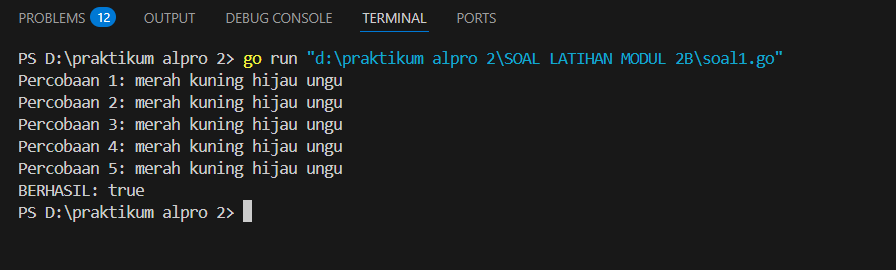 PROBLEMS 12 OUTPUT DEBUG CONSOLE TERMINAL PORTS
PS D:\praktikum alpro 2> go run "d:\praktikum alpro 2\SOAL LATIHAN MODUL 2B\soal1.go"
Percobaan 1: merah kuning hijau ungu
Percobaan 2: merah kuning hijau ungu
Percobaan 3: merah kuning hijau ungu
Percobaan 4: merah kuning hijau ungu
Percobaan 5: merah kuning hijau ungu
BERHASIL: true
PS D:\praktikum alpro 2>